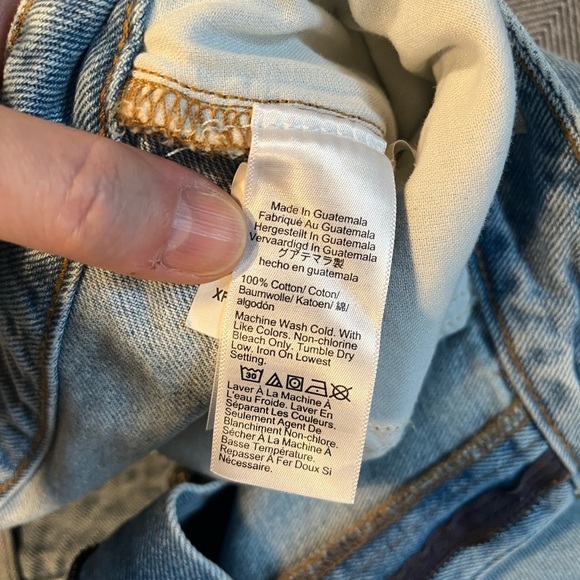 Made In Guatemala
Fabriqué Au Guatemala
Hergestellt In Guatemala
Vervaardigd In Guatemala
グアテマラ製
hecho en guatemala
100% Cotton/ Coton/
Baumwolle/ Katoen/ 綿/
algodón
Machine Wash Cold. With
Like Colors. Non-chlorine
Bleach Only. Tumble Dry
Low. Iron On Lowest
Setting.
30
Laver À La Machine À
L'eau Froide. Laver En
Séparant Les Couleurs.
Seulement Agent De
Blanchiment Non-chlore.
Sécher À La Machine À
Basse Température.
Repasser À Fer Doux Si
Nécessaire.